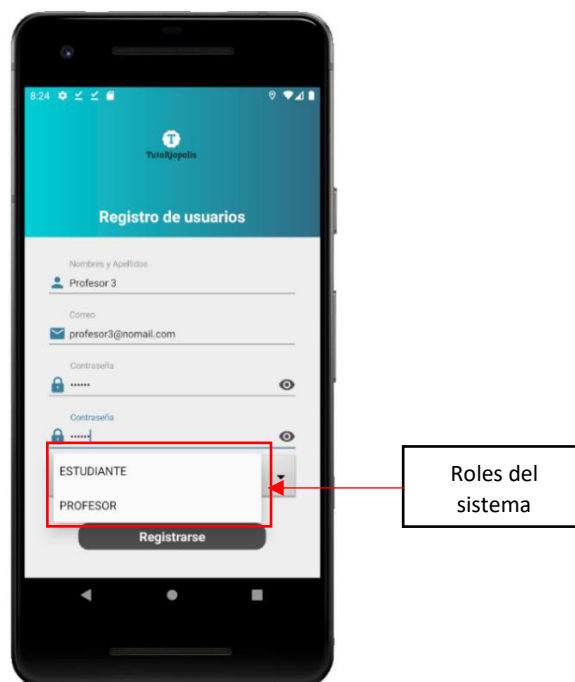 8:24
T
TutoRjopolis
Registro de usuarios
Nombres y Apellidos
Profesor 3
Correo
profesor3@nomail.com
Contraseña
••••••
Contraseña
••••••
ESTUDIANTE
PROFESOR
Registrarse
Roles del
sistema